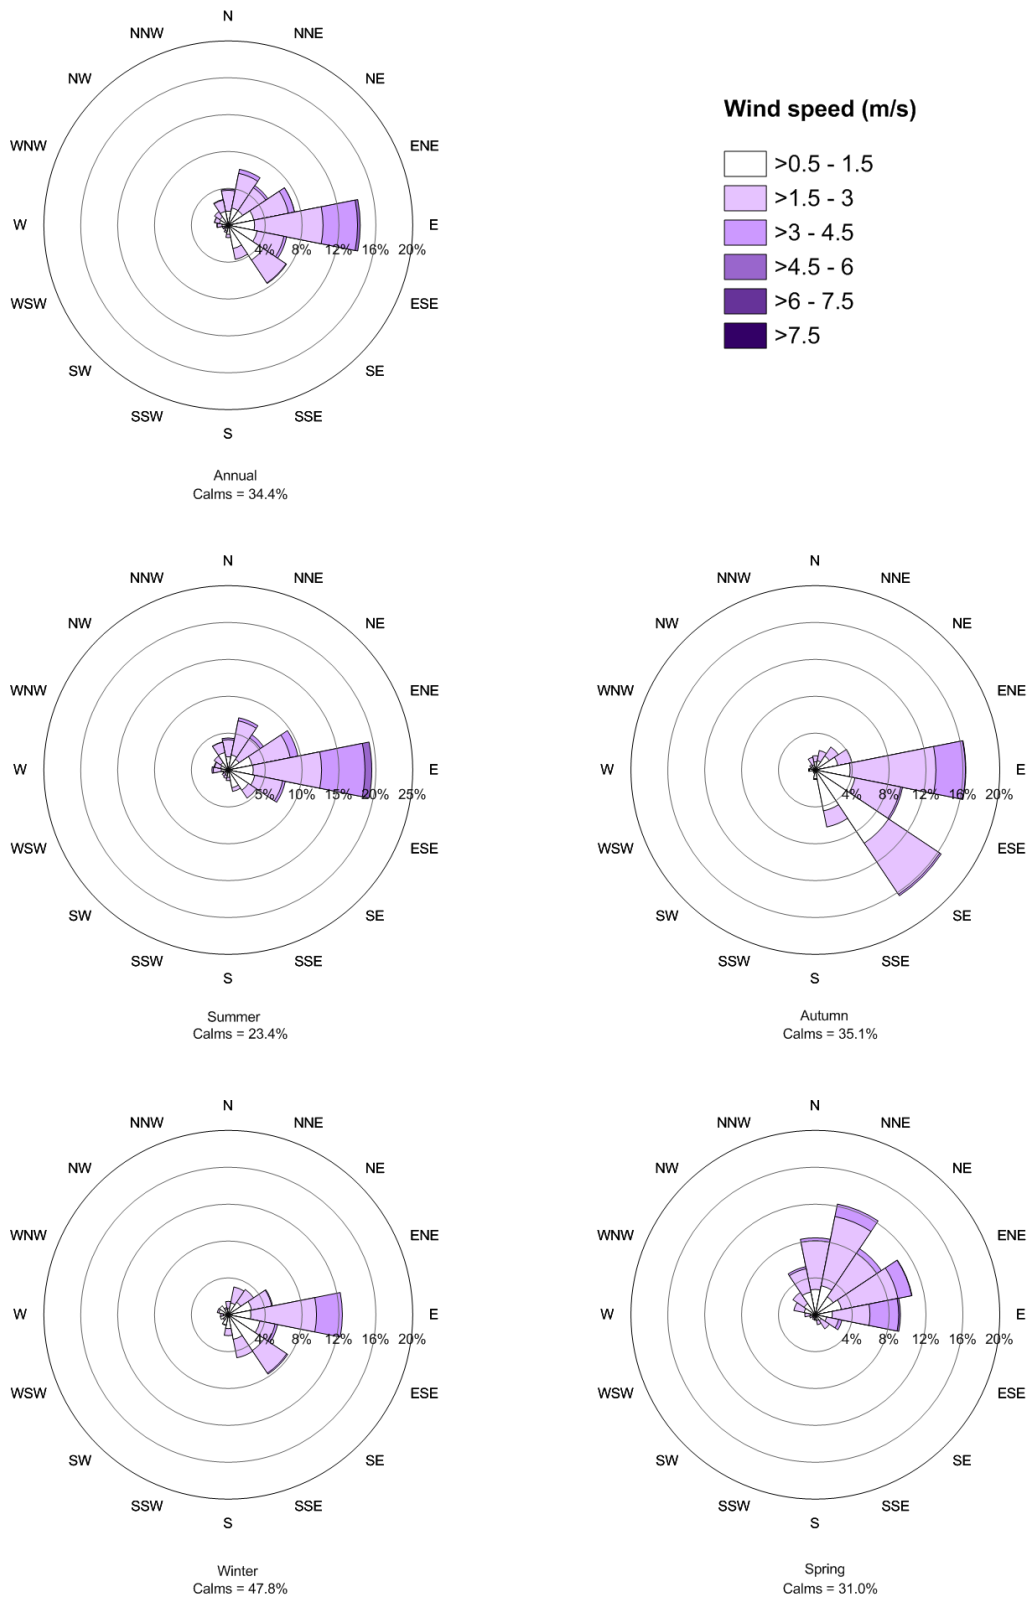 N
NNW NNE
NW NE
WNW ENE
W E
4% 8% 12% 16% 20%
WSW ESE
SW SE
SSW SSE
S
Annual
Calms = 34.4%
Wind speed (m/s)
>0.5 - 1.5
>1.5 - 3
>3 - 4.5
>4.5 - 6
>6 - 7.5
>7.5
N
NNW NNE
NW NE
WNW ENE
W E
5% 10% 15% 20% 25%
WSW ESE
SW SE
SSW SSE
S
Summer
Calms = 23.4%
N
NNW NNE
NW NE
WNW ENE
W E
4% 8% 12% 16% 20%
WSW ESE
SW SE
SSW SSE
S
Autumn
Calms = 35.1%
N
NNW NNE
NW NE
WNW ENE
W E
4% 8% 12% 16% 20%
WSW ESE
SW SE
SSW SSE
S
Winter
Calms = 47.8%
N
NNW NNE
NW NE
WNW ENE
W E
4% 8% 12% 16% 20%
WSW ESE
SW SE
SSW SSE
S
Spring
Calms = 31.0%